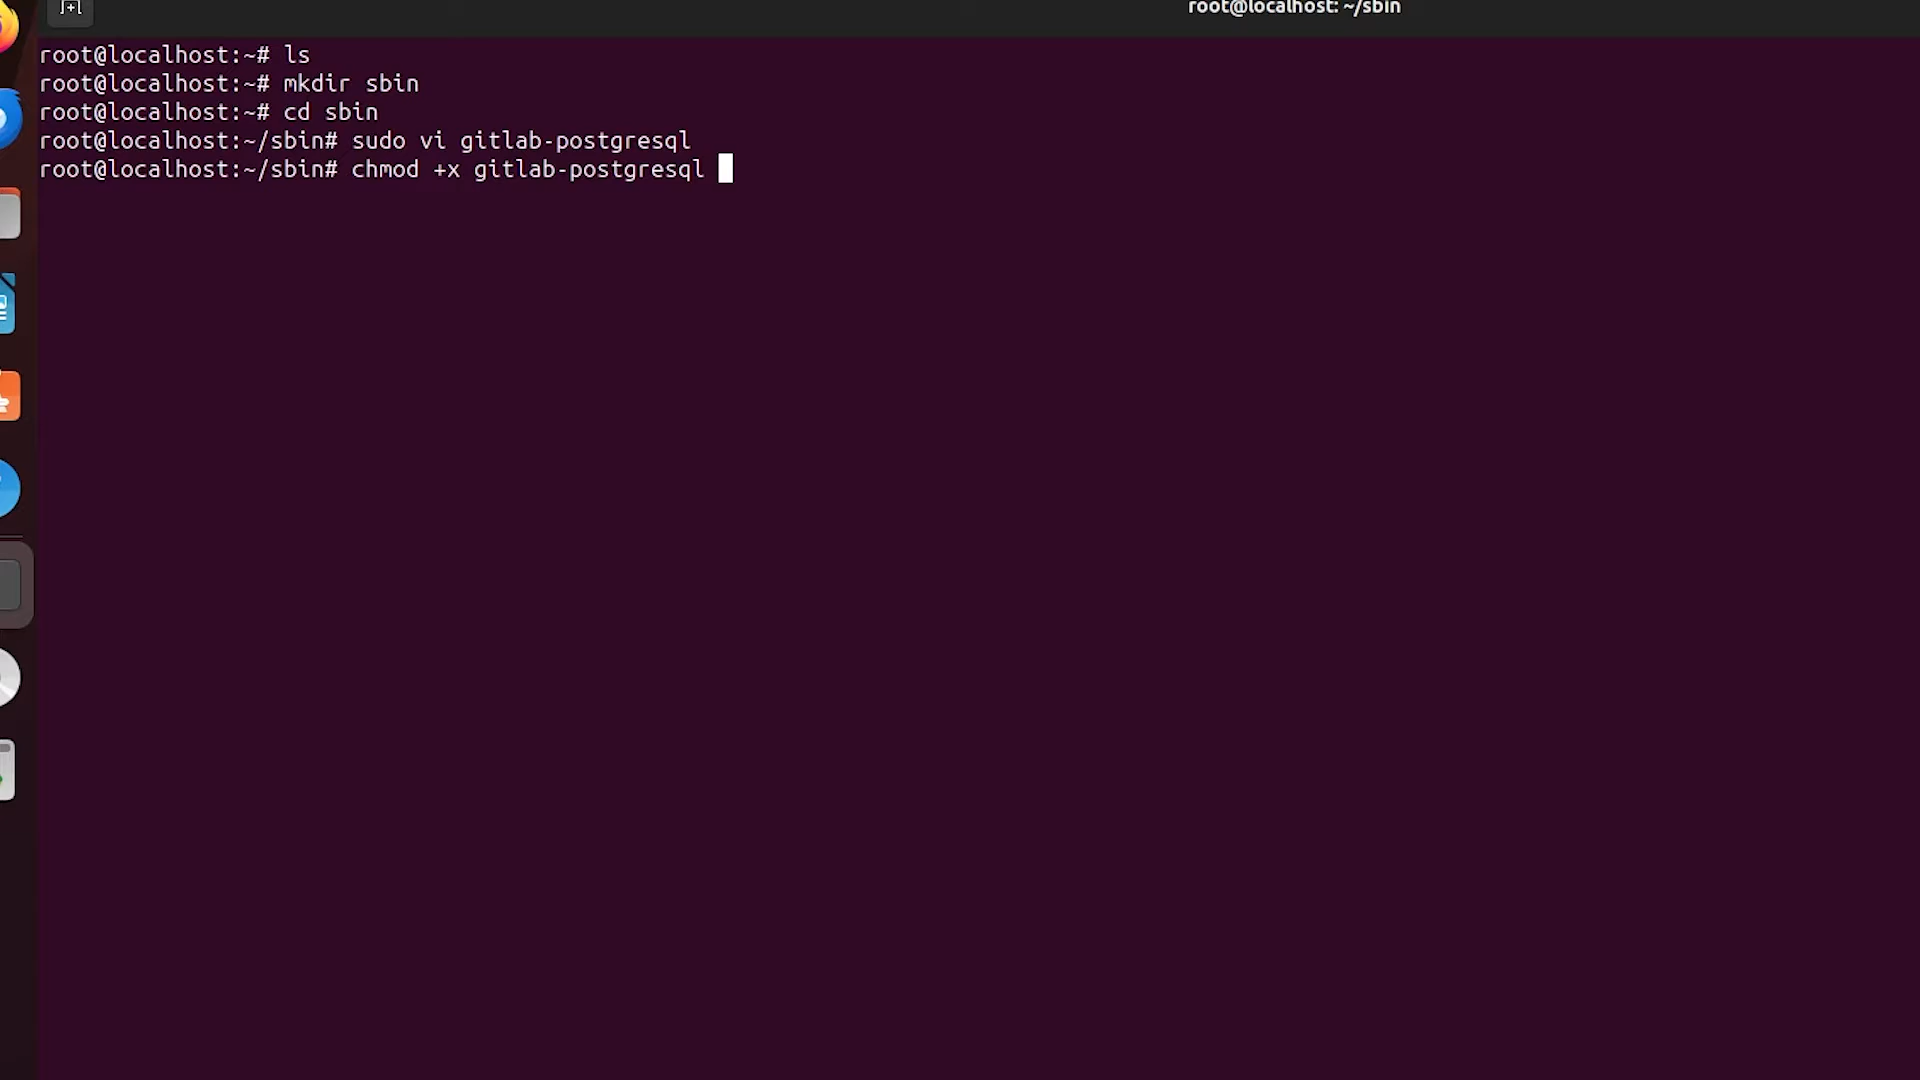 root@localhost: ~/sbin
root@localhost:~# ls
root@localhost:~# mkdir sbin
root@localhost:~# cd sbin
root@localhost:~/sbin# sudo vi gitlab-postgresql
root@localhost:~/sbin# chmod +x gitlab-postgresql